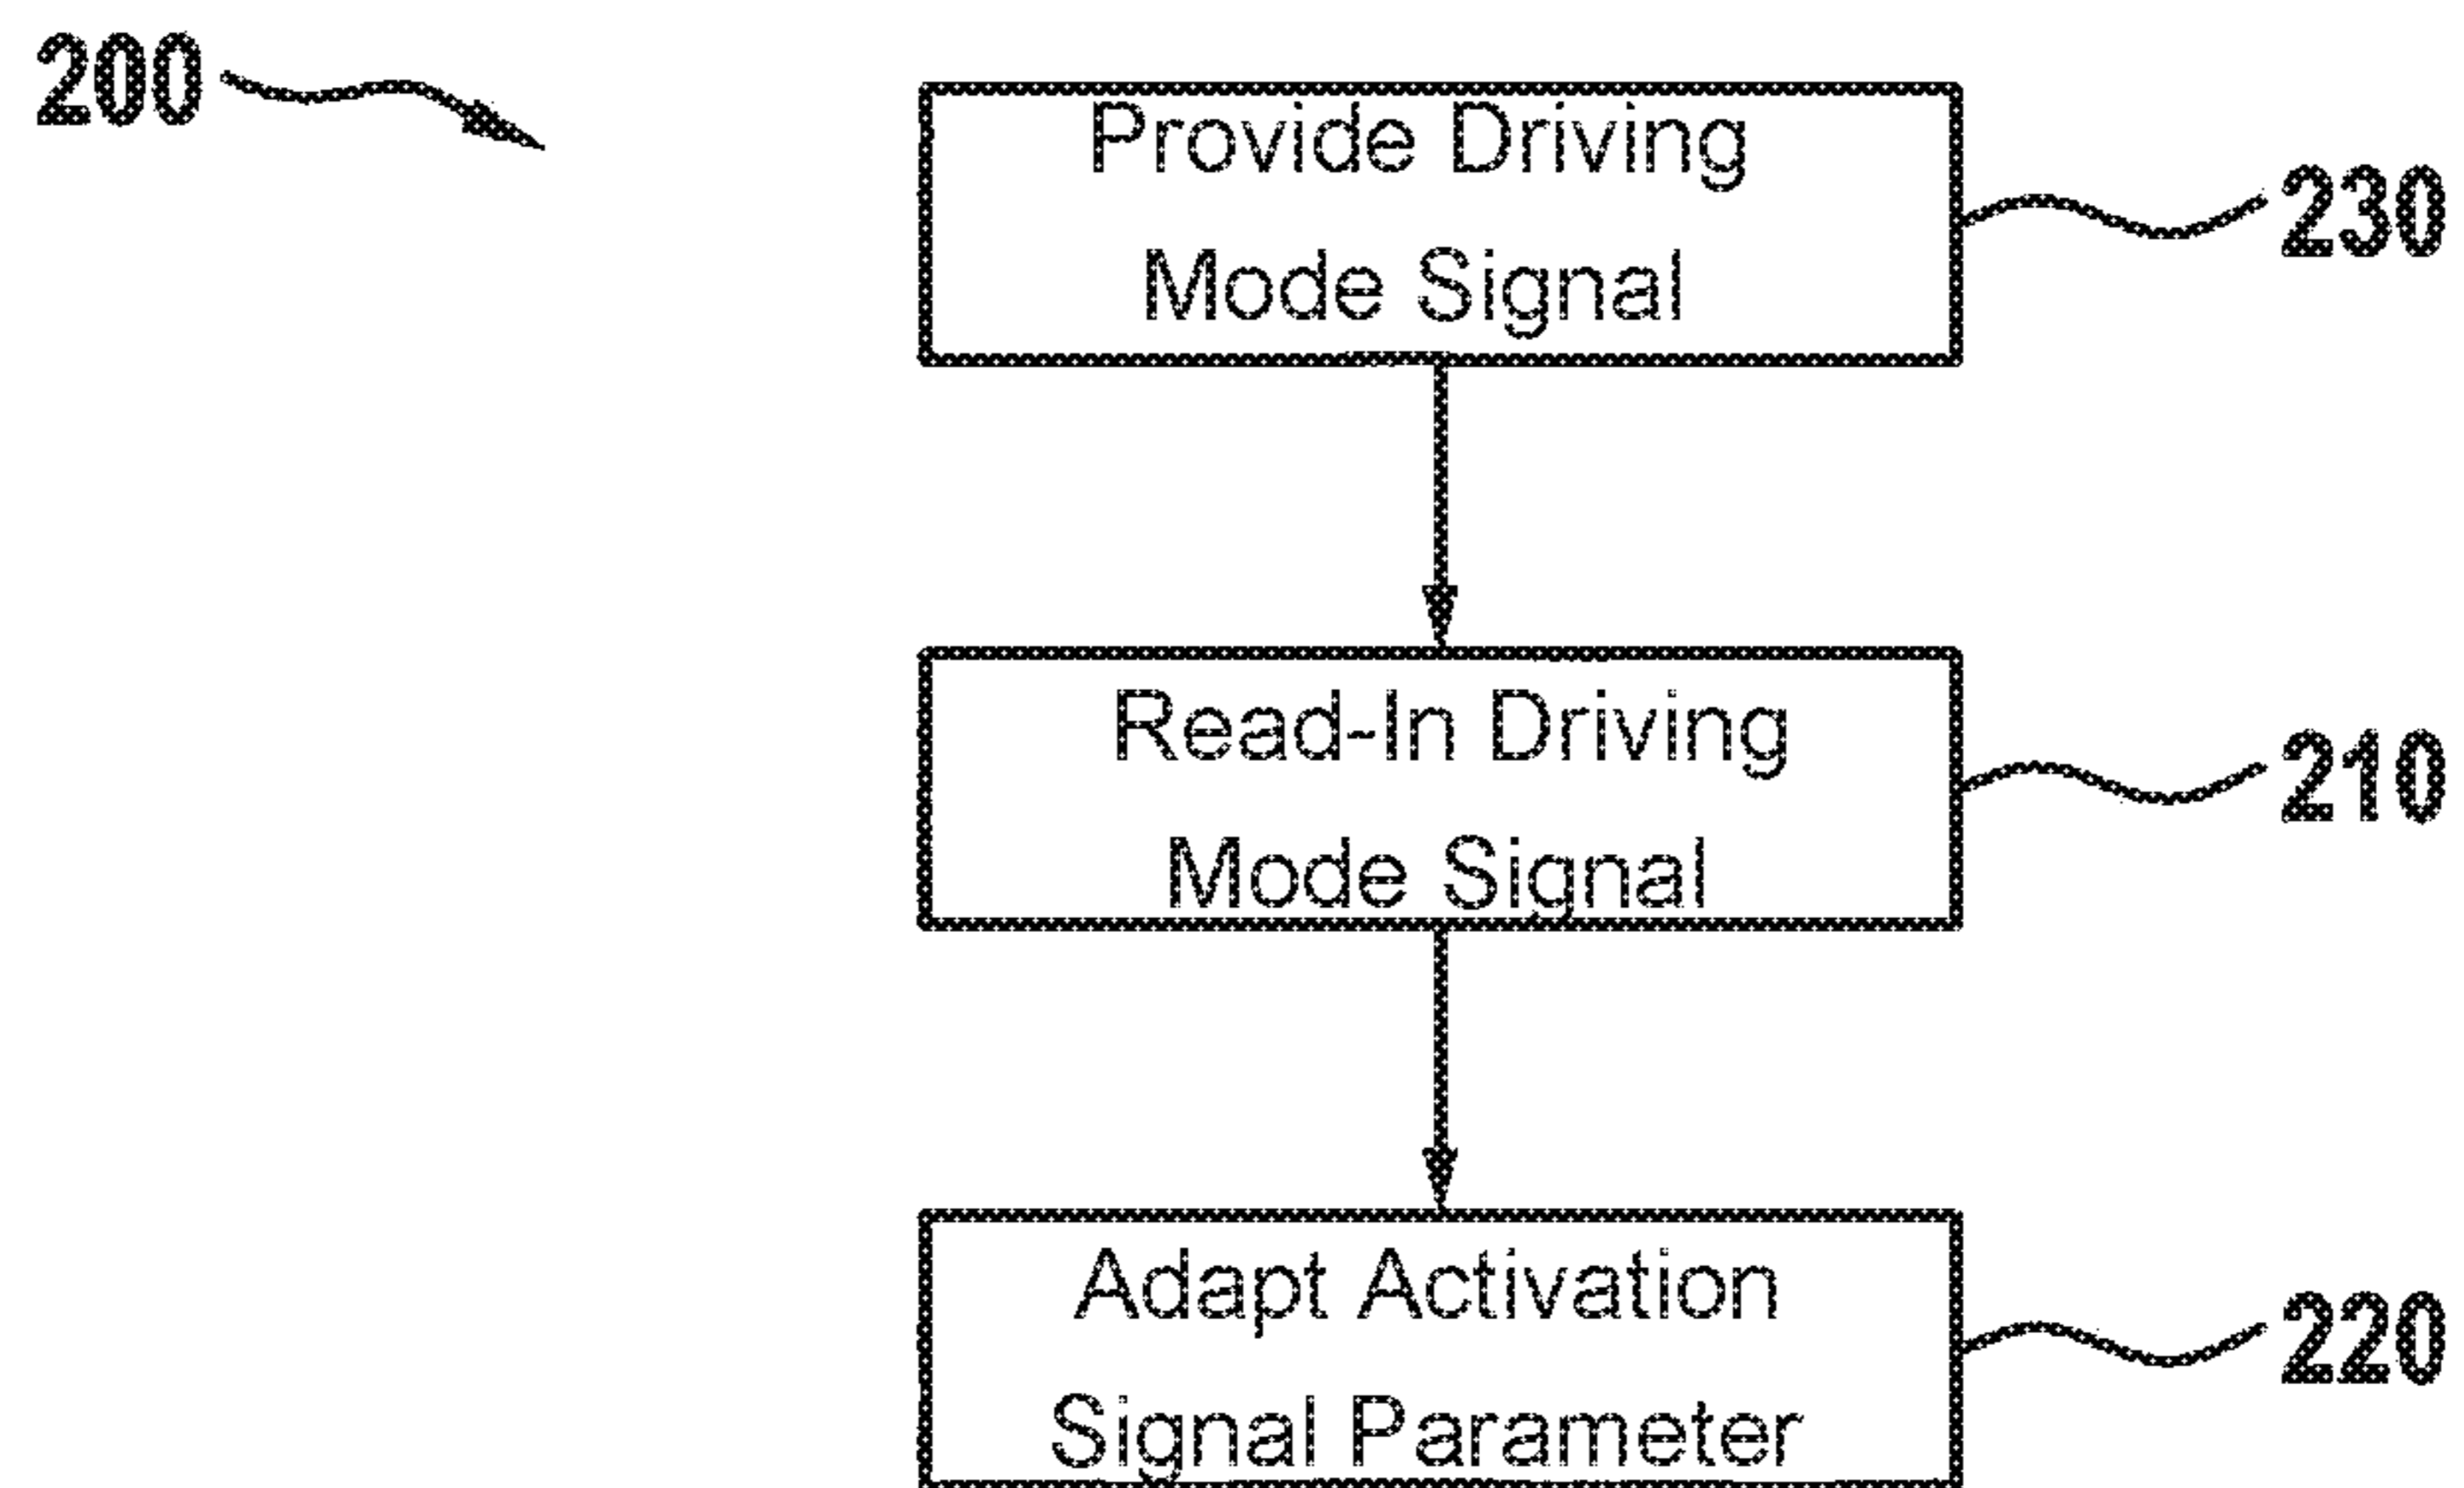 200
Provide Driving
Mode Signal
230
Read-In Driving
Mode Signal
210
Adapt Activation
Signal Parameter
220